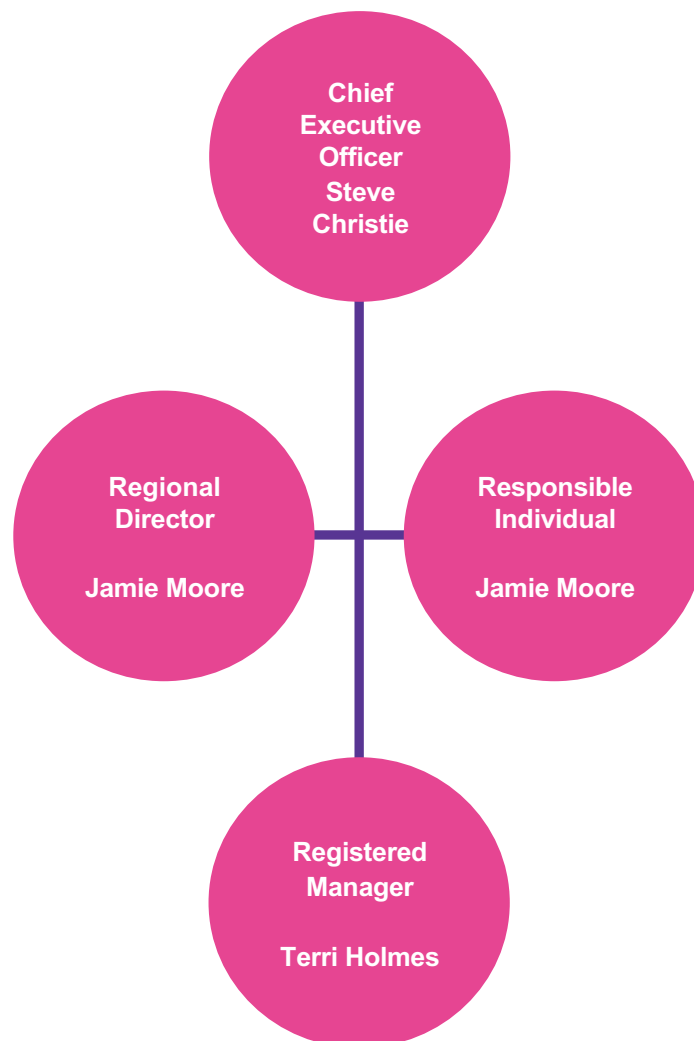 Chief
Executive
Officer
Steve
Christie
Regional
Director
Jamie Moore
Responsible
Individual
Jamie Moore
Registered
Manager
Terri Holmes